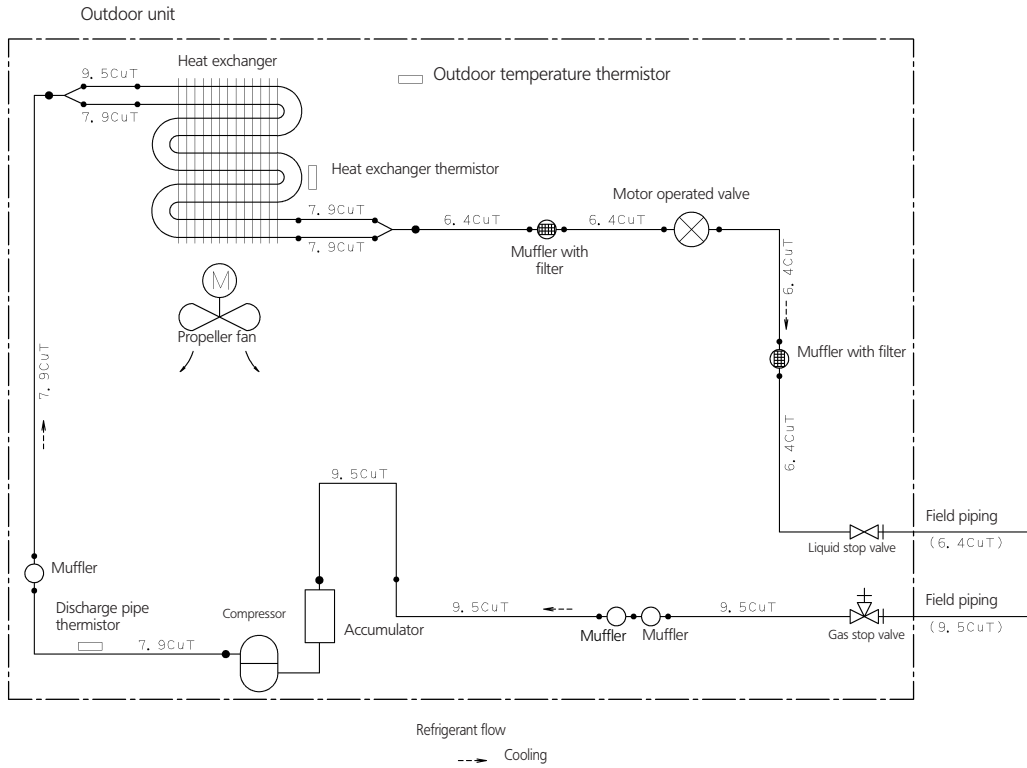 Outdoor unit
Heat exchanger
9.5CuT
Outdoor temperature thermistor
7.9CuT
Heat exchanger thermistor
Motor operated valve
7.9CuT
6.4CuT
6.4CuT
7.9CuT
Muffler with
filter
6.4CuT
M
Propeller fan
Muffler with filter
7.9CuT
6.4CuT
9.5CuT
Field piping
Liquid stop valve
(6.4CuT)
Muffler
Discharge pipe
thermistor
Compressor
Accumulator
9.5CuT
9.5CuT
Field piping
Muffler
Muffler
Gas stop valve
(9.5CuT)
7.9CuT
Refrigerant flow
Cooling